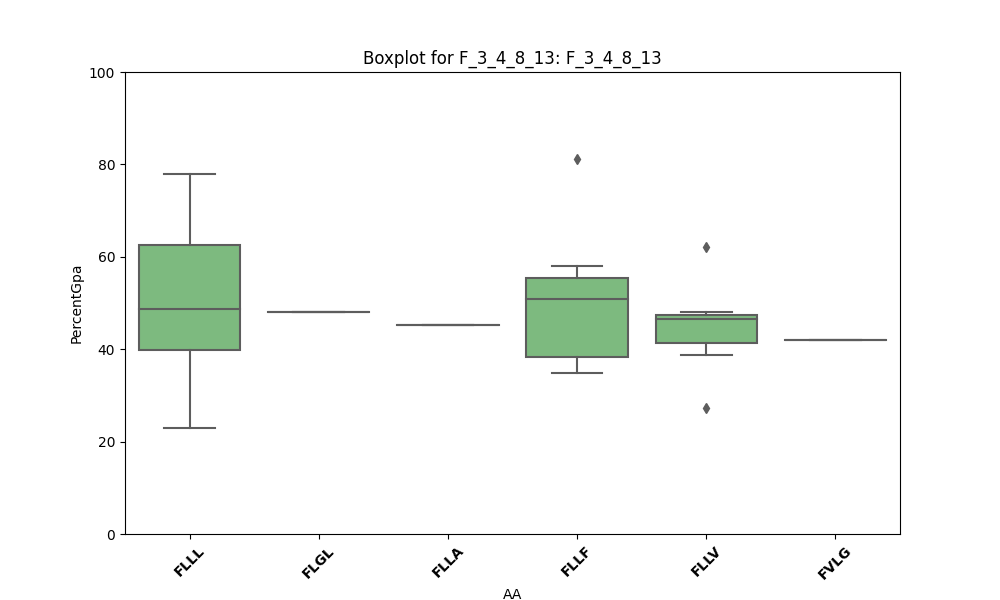 Boxplot for F_3_4_8_13: F_3_4_8_13
100
80
60
40
20
0
PercentGpa
FLLL
FLGL
FLLA
FLLF
FLLV
FVLG
AA